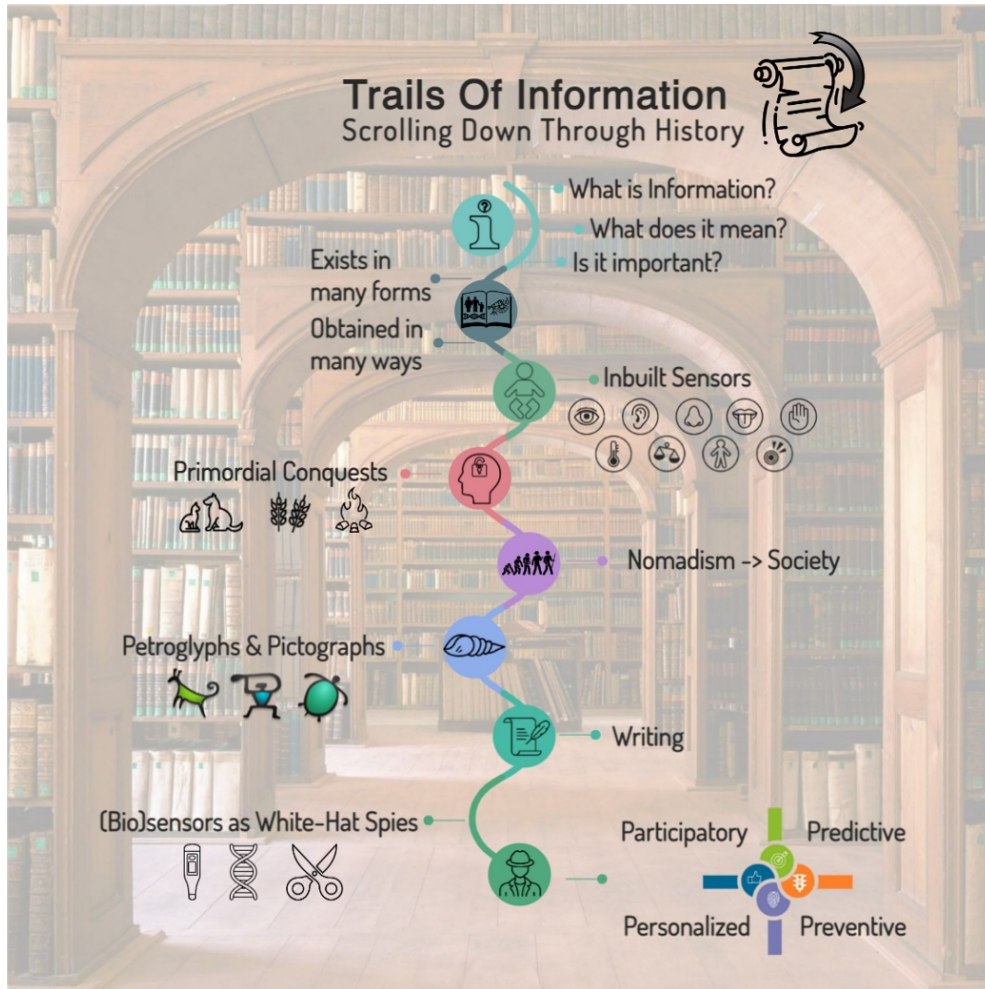 Trails Of Information
Scrolling Down Through History
What is Information?
What does it mean?
Is it important?
Exists in
many forms
Obtained in
many ways
Inbuilt Sensors
Primordial Conquests
Nomadism -> Society
Petroglyphs & Pictographs
Writing
(Bio)sensors as White-Hat Spies
Participatory
Predictive
Personalized
Preventive